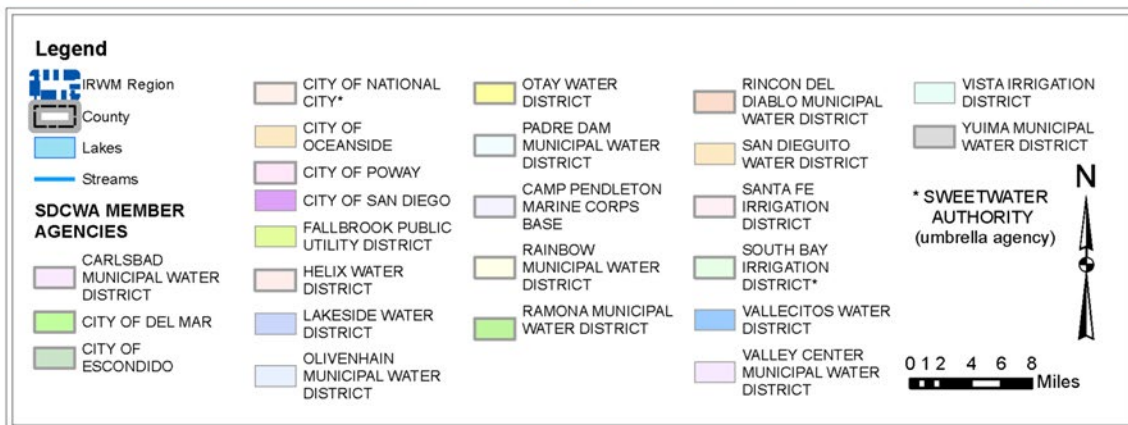 Legend
IRWM Region
County
Lakes
Streams
SDCWA MEMBER
AGENCIES
CARLSBAD
MUNICIPAL WATER
DISTRICT
CITY OF DEL MAR
CITY OF
ESCONDIDO
CITY OF NATIONAL
CITY*
CITY OF
OCEANSIDE
CITY OF POWAY
CITY OF SAN DIEGO
FALLBROOK PUBLIC
UTILITY DISTRICT
HELIX WATER
DISTRICT
LAKESIDE WATER
DISTRICT
OLIVENHAIN
MUNICIPAL WATER
DISTRICT
OTAY WATER
DISTRICT
PADRE DAM
MUNICIPAL WATER
DISTRICT
CAMP PENDLETON
MARINE CORPS
BASE
RAINBOW
MUNICIPAL WATER
DISTRICT
RAMONA MUNICIPAL
WATER DISTRICT
RINCON DEL
DIABLO MUNICIPAL
WATER DISTRICT
SAN DIEGUITO
WATER DISTRICT
SANTA FE
IRRIGATION
DISTRICT
SOUTH BAY
IRRIGATION
DISTRICT*
VALLECITOS WATER
DISTRICT
VALLEY CENTER
MUNICIPAL WATER
DISTRICT
VISTA IRRIGATION
DISTRICT
YUIMA MUNICIPAL
WATER DISTRICT
N
* SWEETWATER
AUTHORITY
(umbrella agency)
0 1 2 4 6 8
Miles